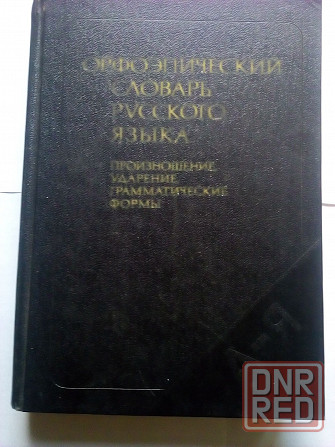 ОРФОЭПИЧЕСКИЙ
СЛОВАРЬ
РУССКОГО
ЯЗЫКА
ПРОИЗНОШЕНИЕ
УДАРЕНИЕ
ГРАММАТИЧЕСКИЕ
ФОРМЫ
А-Я
DNR
RED